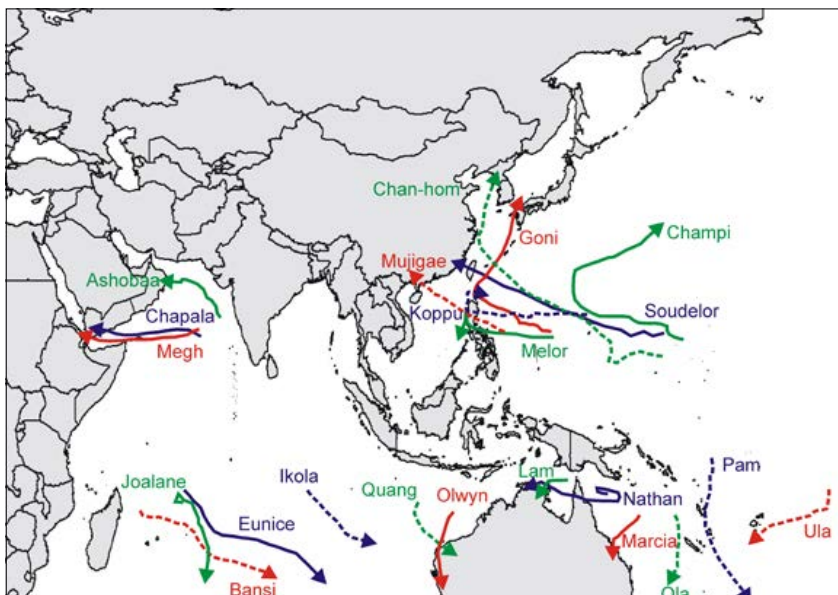 Chan-hom
Goni
Champi
Mujigae
Ashobaa
Chapala
Koppu
Soudelor
Megh
Melor
Joalane
Ikola
Quang
Olwyn
Lam
Pam
Nathan
Eunice
Marcia
Ula
Bansi
Ola